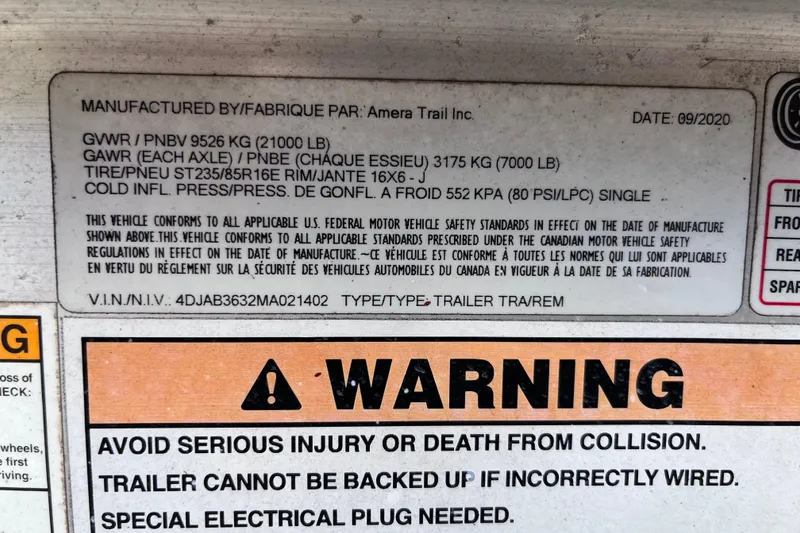 MANUFACTURED BY/FABRIQUE PAR: Amera Trail Inc. DATE: 09/2020
GVWR / PNBV 9526 KG (21000 LB)
GAWR (EACH AXLE) / PNBE (CHAQUE ESSIEU) 3175 KG (7000 LB)
TIRE/PNEU ST235/85R16E RIM/JANTE 16X6 - J
COLD INFL. PRESS/PRESS. DE GONFL. A FROID 552 KPA (80 PSI/LPC) SINGLE
THIS VEHICLE CONFORMS TO ALL APPLICABLE U.S. FEDERAL MOTOR VEHICLE SAFETY STANDARDS IN EFFECT ON THE DATE OF MANUFACTURE
SHOWN ABOVE.THIS VEHICLE CONFORMS TO ALL APPLICABLE STANDARDS PRESCRIBED UNDER THE CANADIAN MOTOR VEHICLE SAFETY
REGULATIONS IN EFFECT ON THE DATE OF MANUFACTURE.~CE VÉHICULE EST CONFORME À TOUTES LES NORMES QUI LUI SONT APPLICABLES
EN VERTU DU RÈGLEMENT SUR LA SÉCURITÉ DES VEHICULES AUTOMOBILES DU CANADA EN VIGUEUR À LA DATE DE SA FABRICATION.
V.I.N./N.I.V.: 4DJAB3632MA021402 TYPE/TYPE: TRAILER TRA/REM
TIR
FRO
REA
SPAR
G
oss of
HECK:
wheels,
e first
riving.
WARNING
AVOID SERIOUS INJURY OR DEATH FROM COLLISION.
TRAILER CANNOT BE BACKED UP IF INCORRECTLY WIRED.
SPECIAL ELECTRICAL PLUG NEEDED.